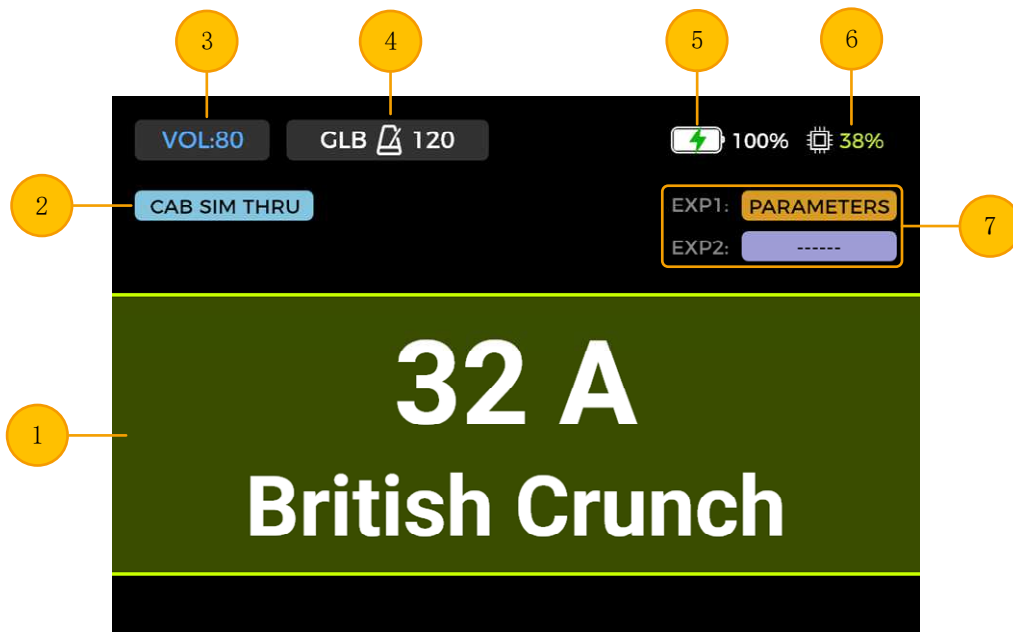 3 4 5 6
VOL:80 GLB 120 100% 38%
2 CAB SIM THRU EXP1: PARAMETERS
7
EXP2: ------
32 A
1
British Crunch